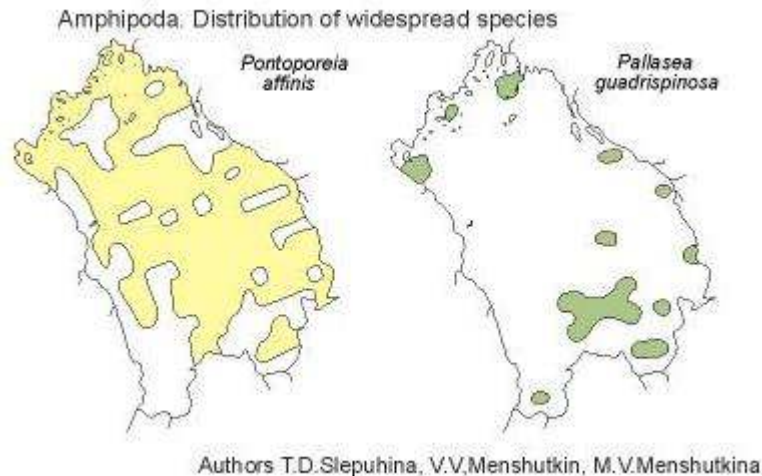 Amphipoda. Distribution of widespread species
Pontoporeia
affinis
Pallasea
guadrispinosa
Authors T.D.Slepuhina, V.V,Menshutkin, M.V.Menshutkina